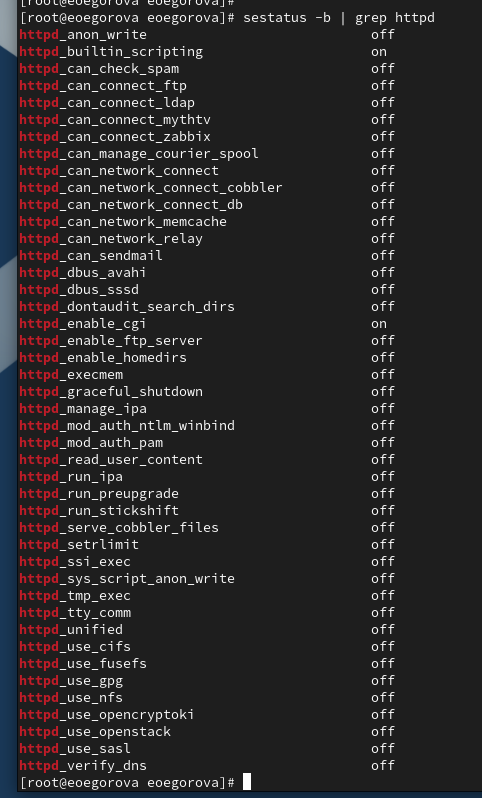 [root@eoegorova eoegorova]#
[root@eoegorova eoegorova]# sestatus -b | grep httpd
httpd_anon_write off
httpd_builtin_scripting on
httpd_can_check_spam off
httpd_can_connect_ftp off
httpd_can_connect_ldap off
httpd_can_connect_mythtv off
httpd_can_connect_zabbix off
httpd_can_manage_courier_spool off
httpd_can_network_connect off
httpd_can_network_connect_cobbler off
httpd_can_network_connect_db off
httpd_can_network_memcache off
httpd_can_network_relay off
httpd_can_sendmail off
httpd_dbus_avahi off
httpd_dbus_sssd off
httpd_dontaudit_search_dirs off
httpd_enable_cgi on
httpd_enable_ftp_server off
httpd_enable_homedirs off
httpd_execmem off
httpd_graceful_shutdown off
httpd_manage_ipa off
httpd_mod_auth_ntlm_winbind off
httpd_mod_auth_pam off
httpd_read_user_content off
httpd_run_ipa off
httpd_run_preupgrade off
httpd_run_stickshift off
httpd_serve_cobbler_files off
httpd_setrlimit off
httpd_ssi_exec off
httpd_sys_script_anon_write off
httpd_tmp_exec off
httpd_tty_comm off
httpd_unified off
httpd_use_cifs off
httpd_use_fusefs off
httpd_use_gpg off
httpd_use_nfs off
httpd_use_opencryptoki off
httpd_use_openstack off
httpd_use_sasl off
httpd_verify_dns off
[root@eoegorova eoegorova]#